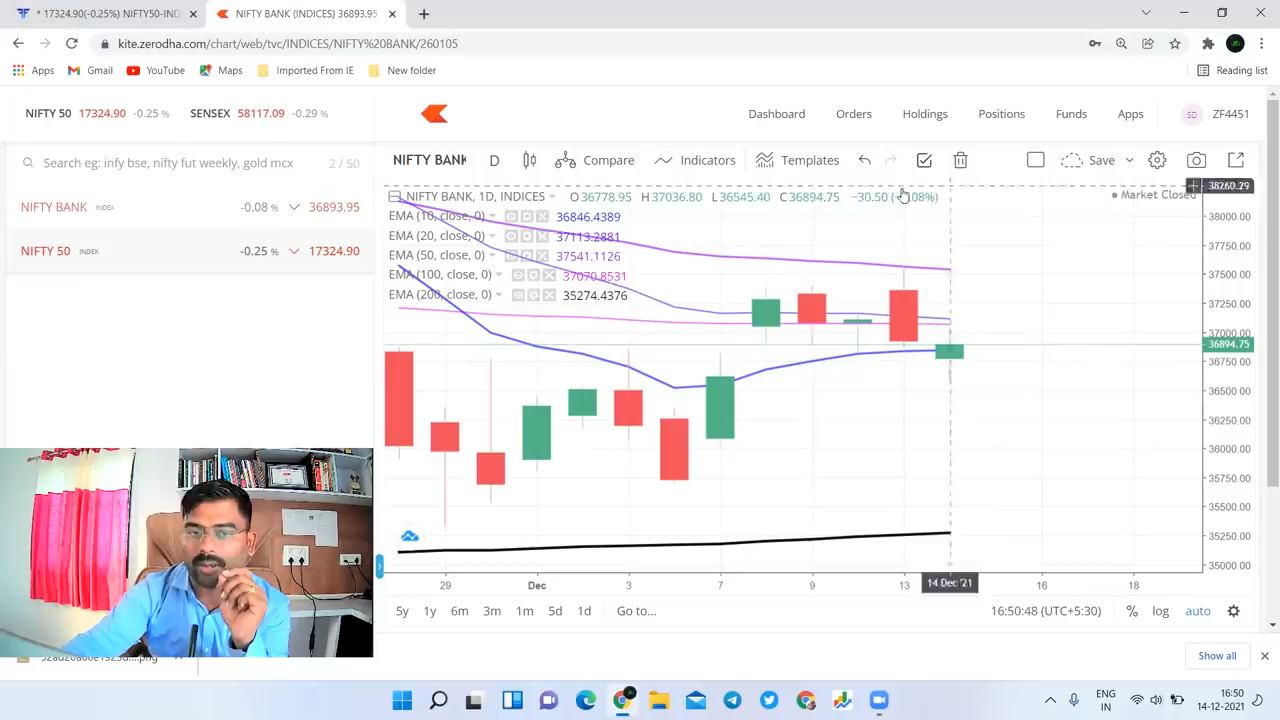 * 17324.90(-0.25%) NIFTY50-IND
NIFTY BANK (INDICES) 36893.95
kite.zerodha.com/chart/web/tvc/INDICES/NIFTY%20BANK/260105
Apps Gmail YouTube Maps Imported From IE New folder Reading list
NIFTY 50 17324.90 -0.25 % SENSEX 58117.09 -0.29 %
Dashboard Orders Holdings Positions Funds Apps SD ZF4451
Search eg: infy bse, nifty fut weekly, gold mcx 2 / 50
NIFTY BANK INDEX -0.08 % 36893.95
NIFTY 50 INDEX -0.25 % 17324.90
NIFTY BANK D Compare Indicators Templates Save
NIFTY BANK, 1D, INDICES O36778.95 H37036.80 L36545.40 C36894.75 −30.50
Market Closed
EMA (10, close, 0) 36846.4389
EMA (20, close, 0) 37113.2881
EMA (50, close, 0) 37541.1126
EMA (100, close, 0) 37070.8531
EMA (200, close, 0) 35274.4376
38260.29
38000.00
37750.00
37500.00
37250.00
37000.00
36894.75
36750.00
36500.00
36250.00
36000.00
35750.00
35500.00
35250.00
35000.00
29 Dec 3 7 9 13 14 Dec '21 16 18
5y 1y 6m 3m 1m 5d 1d Go to... 16:50:48 (UTC+5:30) % log auto
Show all
ENG
IN
16:50
14-12-2021